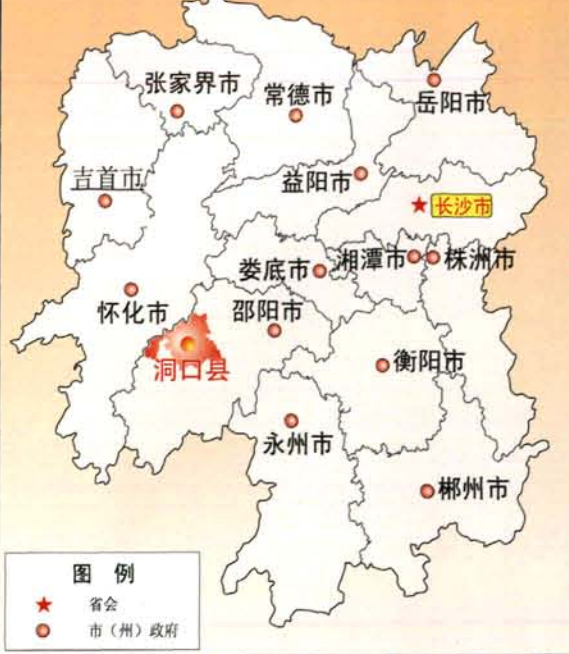 张家界市
常德市
岳阳市
吉首市
益阳市
长沙市
娄底市
湘潭市
株洲市
怀化市
邵阳市
洞口县
衡阳市
永州市
郴州市
图 例
省会
市（州）政府